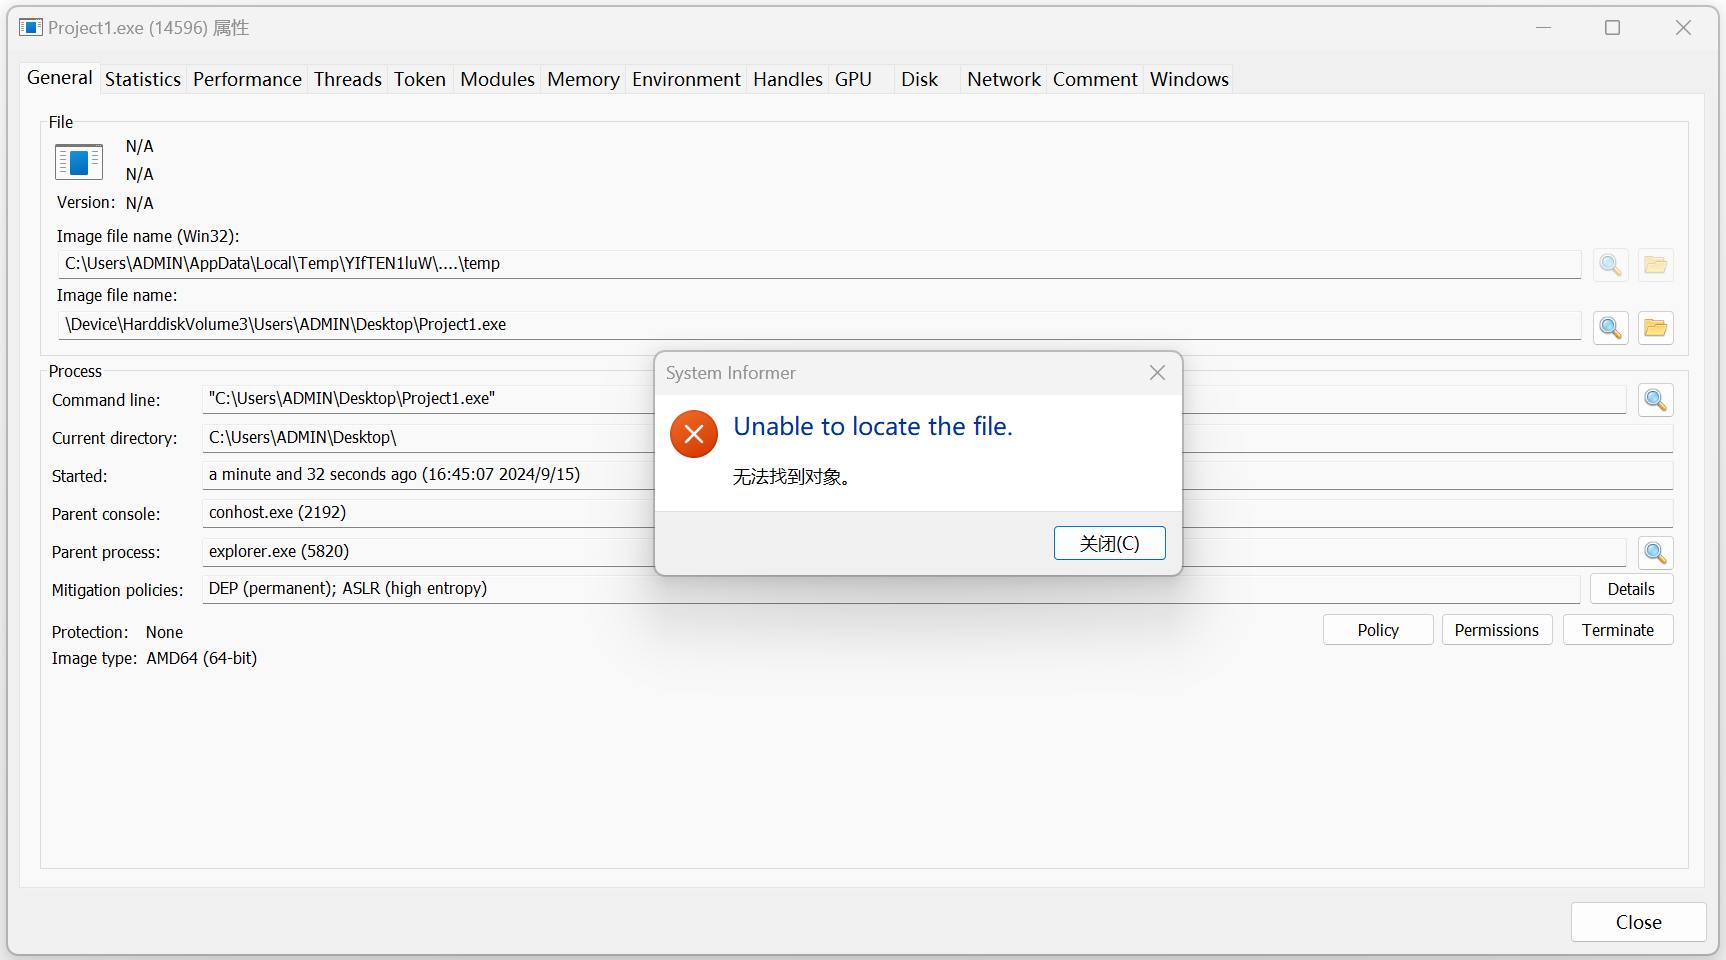 Project1.exe (14596) 属性
General Statistics Performance Threads Token Modules Memory Environment Handles GPU Disk Network Comment Windows
File
N/A
N/A
Version: N/A
Image file name (Win32):
C:\Users\ADMIN\AppData\Local\Temp\YIfTEN1luW\....\temp
Image file name:
\Device\HarddiskVolume3\Users\ADMIN\Desktop\Project1.exe
Process
Command line: "C:\Users\ADMIN\Desktop\Project1.exe"
Current directory: C:\Users\ADMIN\Desktop\
Started: a minute and 32 seconds ago (16:45:07 2024/9/15)
Parent console: conhost.exe (2192)
Parent process: explorer.exe (5820)
Mitigation policies: DEP (permanent); ASLR (high entropy) Details
Protection: None Policy Permissions Terminate
Image type: AMD64 (64-bit)
System Informer
Unable to locate the file.
无法找到对象。
关闭(C)
Close